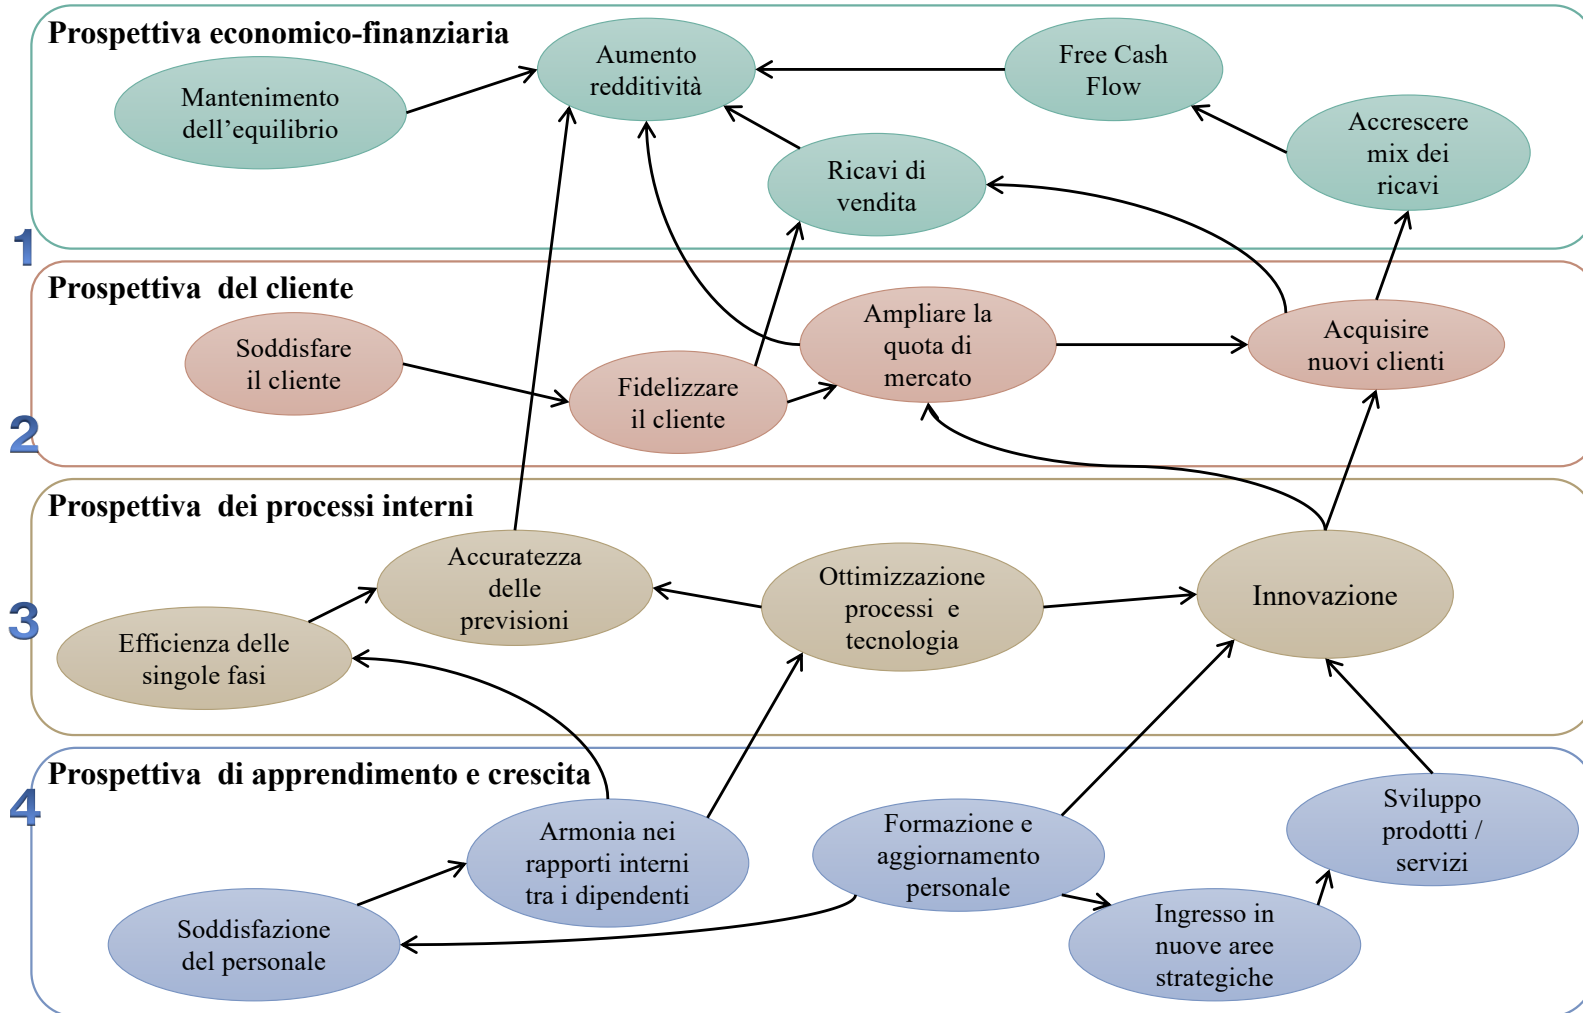 Prospettiva economico-finanziaria
Mantenimento
dell’equilibrio
Aumento
redditività
Free Cash
Flow
Ricavi di
vendita
Accrescere
mix dei
ricavi
1
Prospettiva  del cliente
Soddisfare
il cliente
Fidelizzare
il cliente
Ampliare la
quota di
mercato
Acquisire
nuovi clienti
2
Prospettiva  dei processi interni
Efficienza delle
singole fasi
Accuratezza
delle
previsioni
Ottimizzazione
processi  e
tecnologia
Innovazione
3
Prospettiva  di apprendimento e crescita
Soddisfazione
del personale
Armonia nei
rapporti interni
tra i dipendenti
Formazione e
aggiornamento
personale
Ingresso in
nuove aree
strategiche
Sviluppo
prodotti /
servizi
4